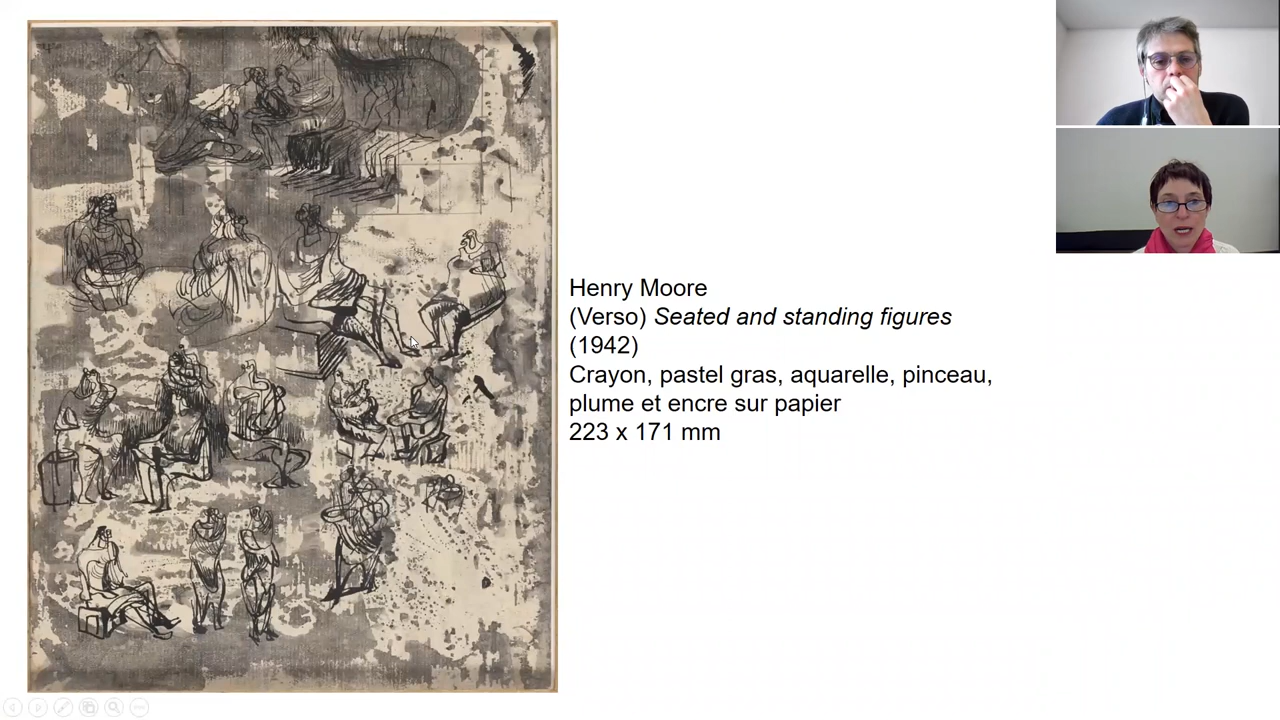 Henry Moore
(Verso) Seated and standing figures
(1942)
Crayon, pastel gras, aquarelle, pinceau,
plume et encre sur papier
223 x 171 mm